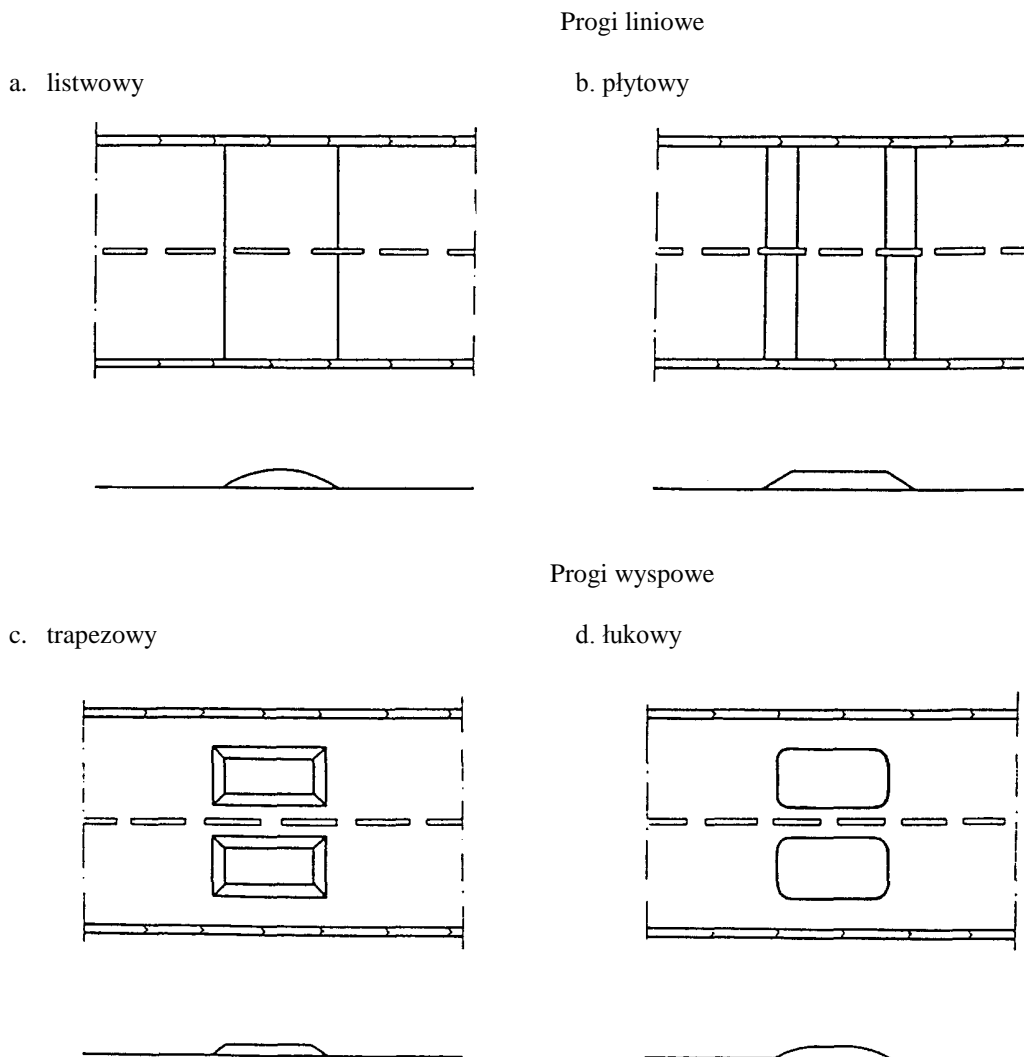 Progi liniowe
a. listwowy
b. płytowy
Progi wyspowe
c. trapezowy
d. łukowy